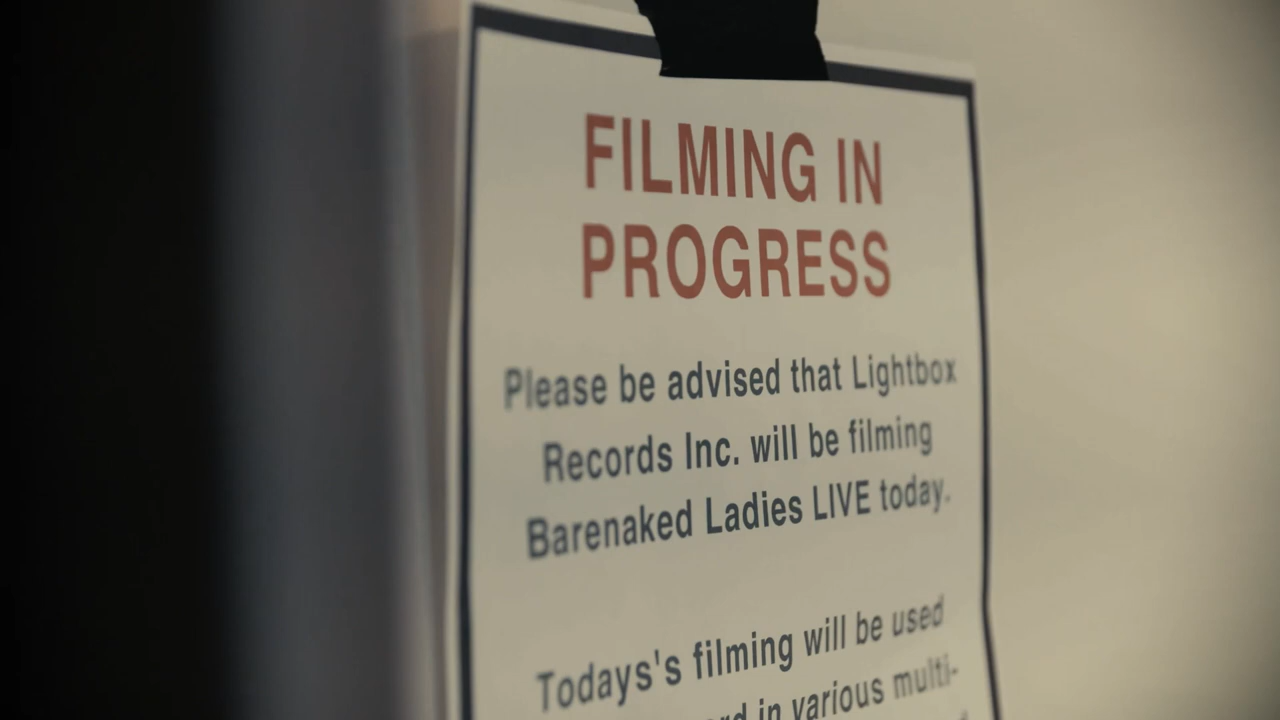 FILMING IN
PROGRESS
Please be advised that Lightbox
Records Inc. will be filming
Barenaked Ladies LIVE today.
Todays's filming will be used
in various multi-